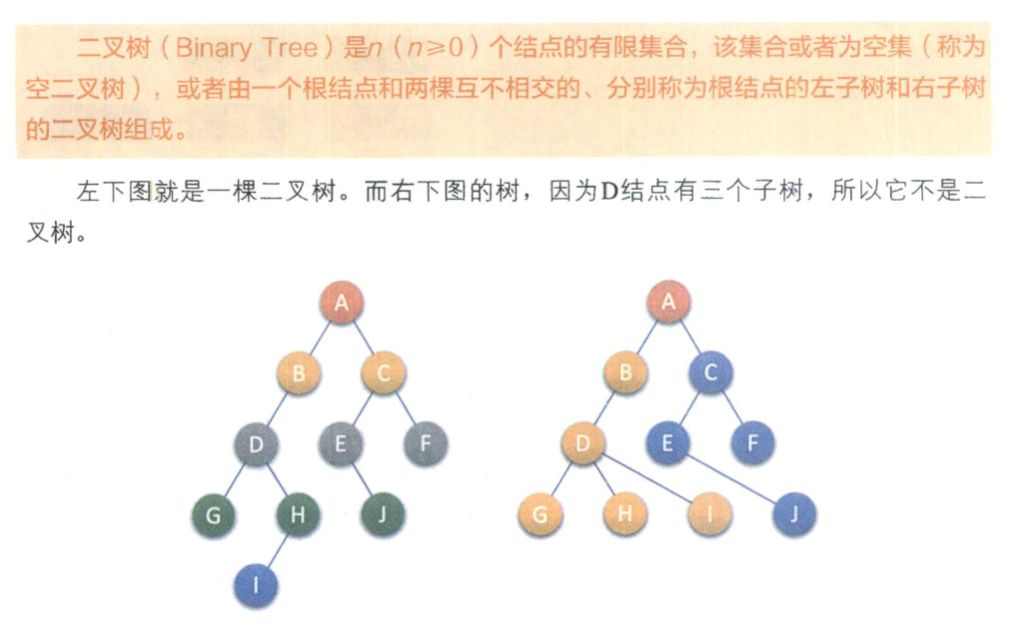 二叉树（Binary Tree）是n（n≥0）个结点的有限集合，该集合或者为空集（称为
空二叉树），或者由一个根结点和两棵互不相交的、分别称为根结点的左子树和右子树
的二叉树组成。
左下图就是一棵二叉树。而右下图的树，因为D结点有三个子树，所以它不是二
叉树。
A A
B C B C
D E F D E F
G H J G H I J
I